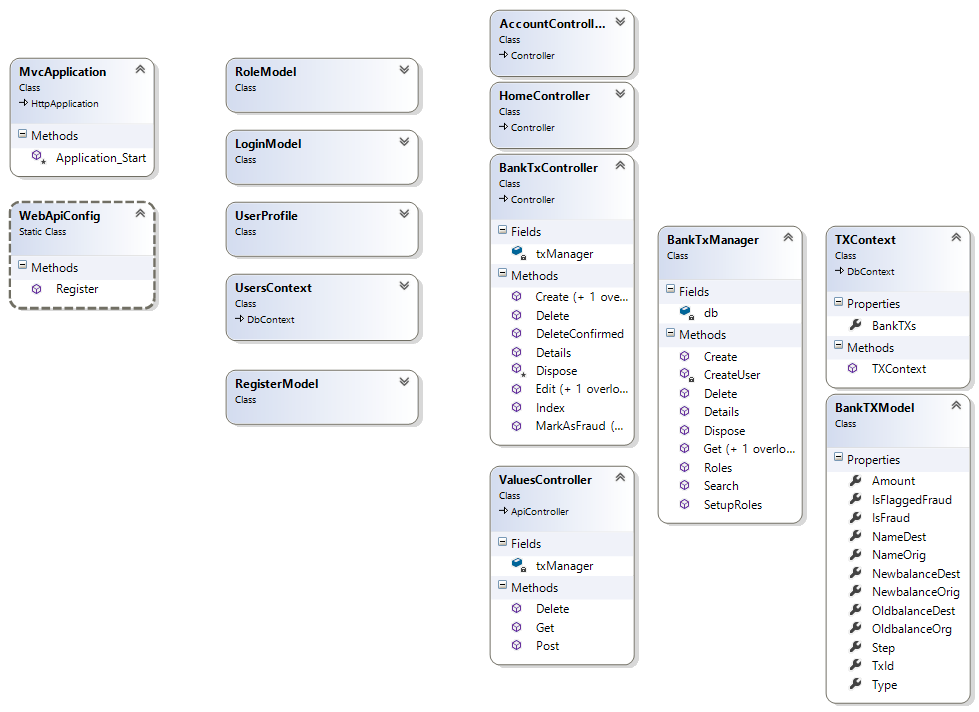 MvcApplication
Class
HttpApplication
Methods
Application_Start
WebApiConfig
Static Class
Methods
Register
RoleModel
Class
LoginModel
Class
UserProfile
Class
UsersContext
Class
DbContext
RegisterModel
Class
AccountControll...
Class
Controller
HomeController
Class
Controller
BankTxController
Class
Controller
Fields
txManager
Methods
Create (+ 1 ove...
Delete
DeleteConfirmed
Details
Dispose
Edit (+ 1 overlo...
Index
MarkAsFraud (...
ValuesController
Class
ApiController
Fields
txManager
Methods
Delete
Get
Post
BankTxManager
Class
Fields
db
Methods
Create
CreateUser
Delete
Details
Dispose
Get (+ 1 overlo...
Roles
Search
SetupRoles
TXContext
Class
DbContext
Properties
BankTXs
Methods
TXContext
BankTXModel
Class
Properties
Amount
IsFlaggedFraud
IsFraud
NameDest
NameOrig
NewbalanceDest
NewbalanceOrig
OldbalanceDest
OldbalanceOrg
Step
TxId
Type